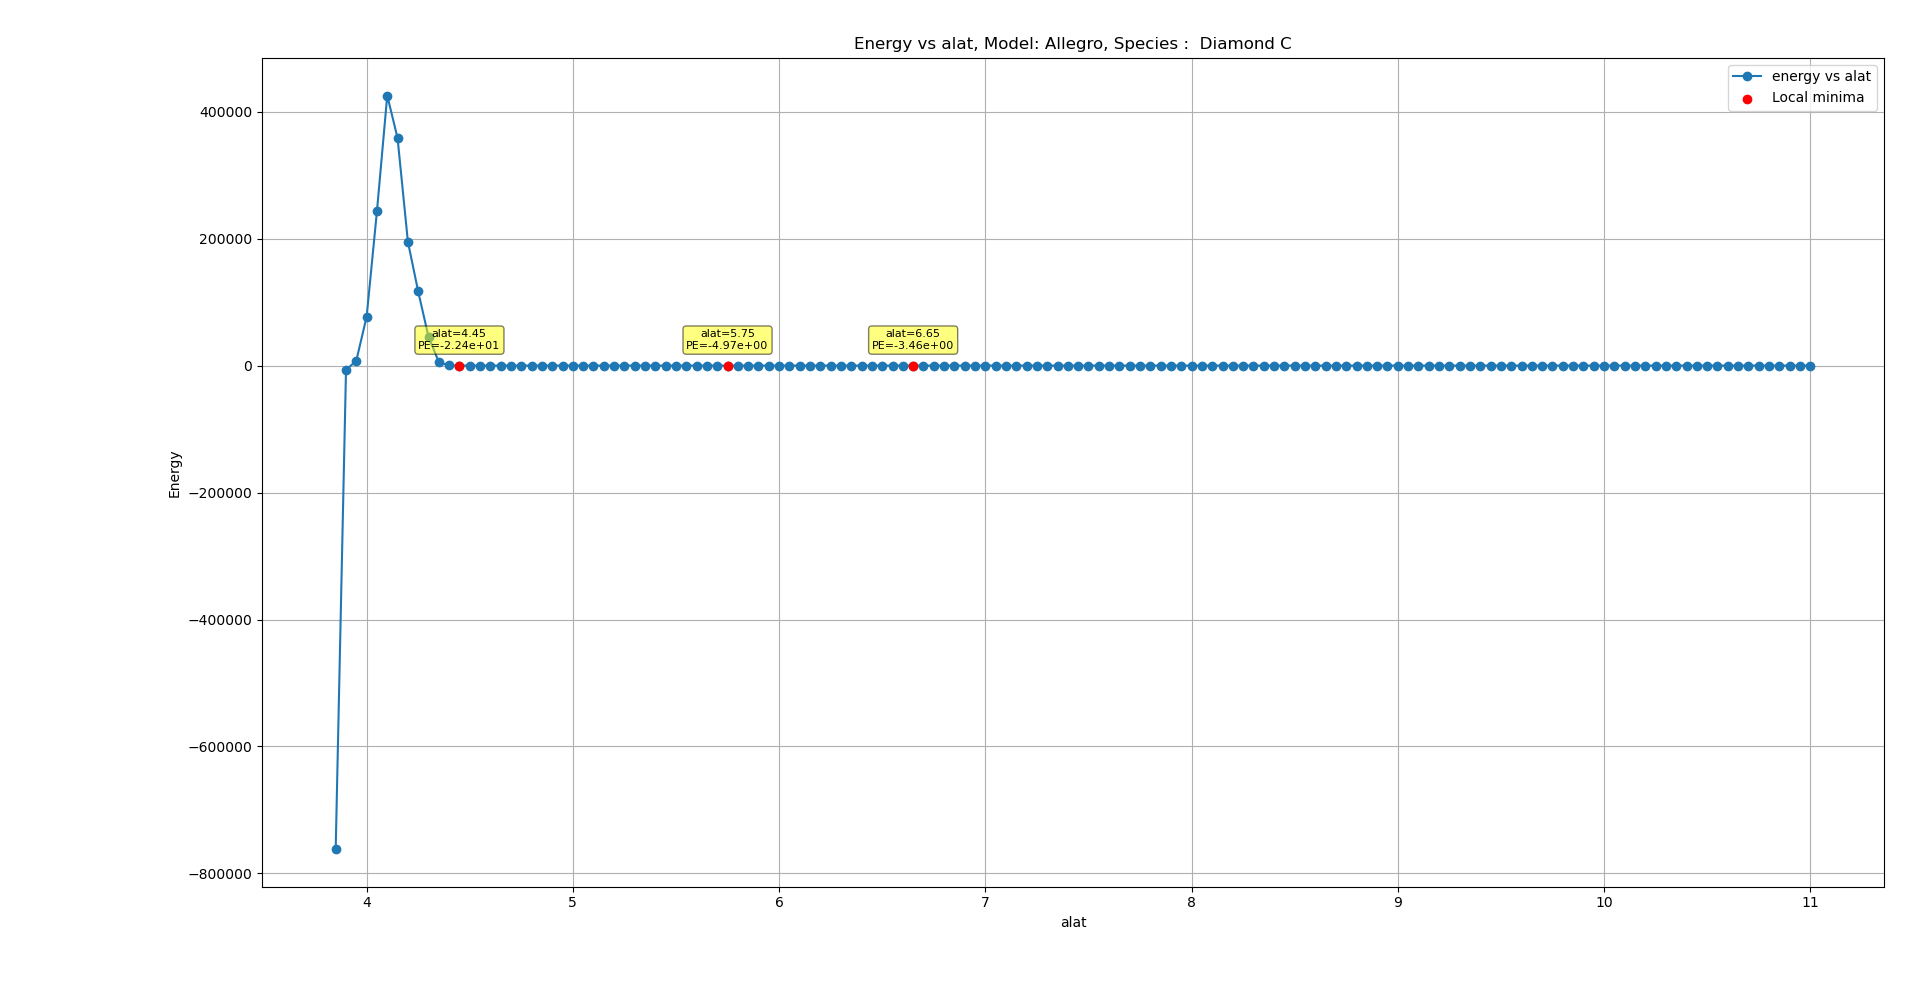 Energy vs alat, Model: Allegro, Species :  Diamond C
energy vs alat
Local minima
400000
200000
0
−200000
−400000
−600000
−800000
Energy
alat=4.45
PE=-2.24e+01
alat=5.75
PE=-4.97e+00
alat=6.65
PE=-3.46e+00
4
5
6
7
8
9
10
11
alat